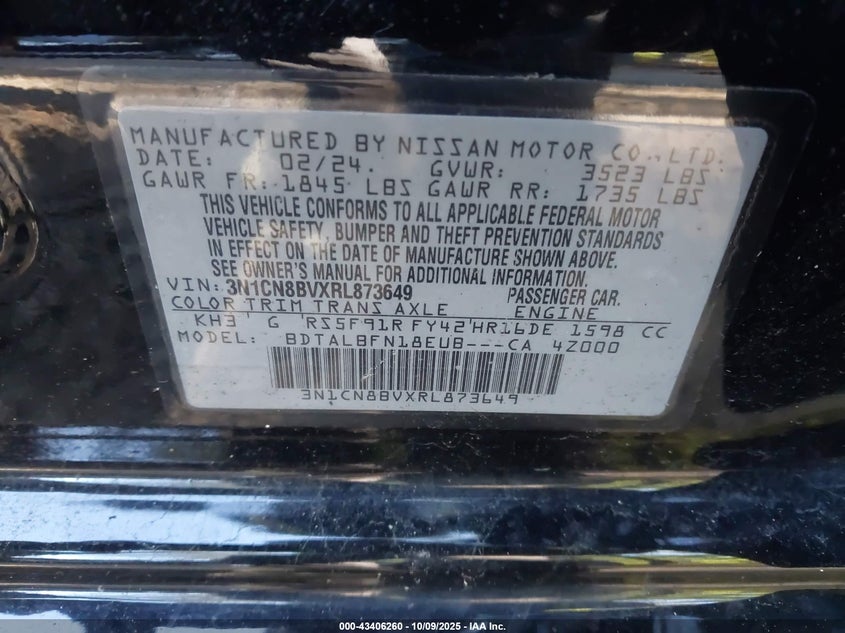 MANUFACTURED BY NISSAN MOTOR CO., LTD.
DATE: 02/24. GVWR: 3523 LBS
GAWR FR: 1845 LBS GAWR RR: 1735 LBS
THIS VEHICLE CONFORMS TO ALL APPLICABLE FEDERAL MOTOR
VEHICLE SAFETY, BUMPER AND THEFT PREVENTION STANDARDS
IN EFFECT ON THE DATE OF MANUFACTURE SHOWN ABOVE.
SEE OWNER'S MANUAL FOR ADDITIONAL INFORMATION.
VIN: 3N1CN8BVXRL873649 PASSENGER CAR.
COLOR TRIM TRANS AXLE ENGINE
KH3 G RS5F91R FY42 HR16DE 1598 CC
MODEL: BDTALBFN18EUB---CA 4Z000
3N1CN8BVXRL873649
000-43406260 - 10/09/2025 - IAA Inc.